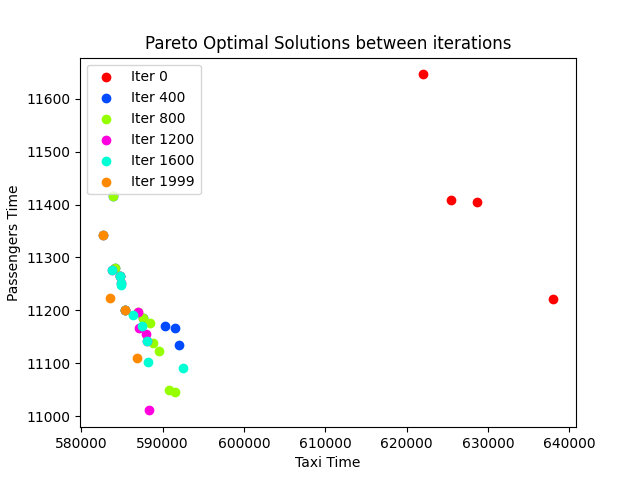 Pareto Optimal Solutions between iterations
Iter 0
Iter 400
Iter 800
Iter 1200
Iter 1600
Iter 1999
Passengers Time
11600
11500
11400
11300
11200
11100
11000
580000 590000 600000 610000 620000 630000 640000
Taxi Time